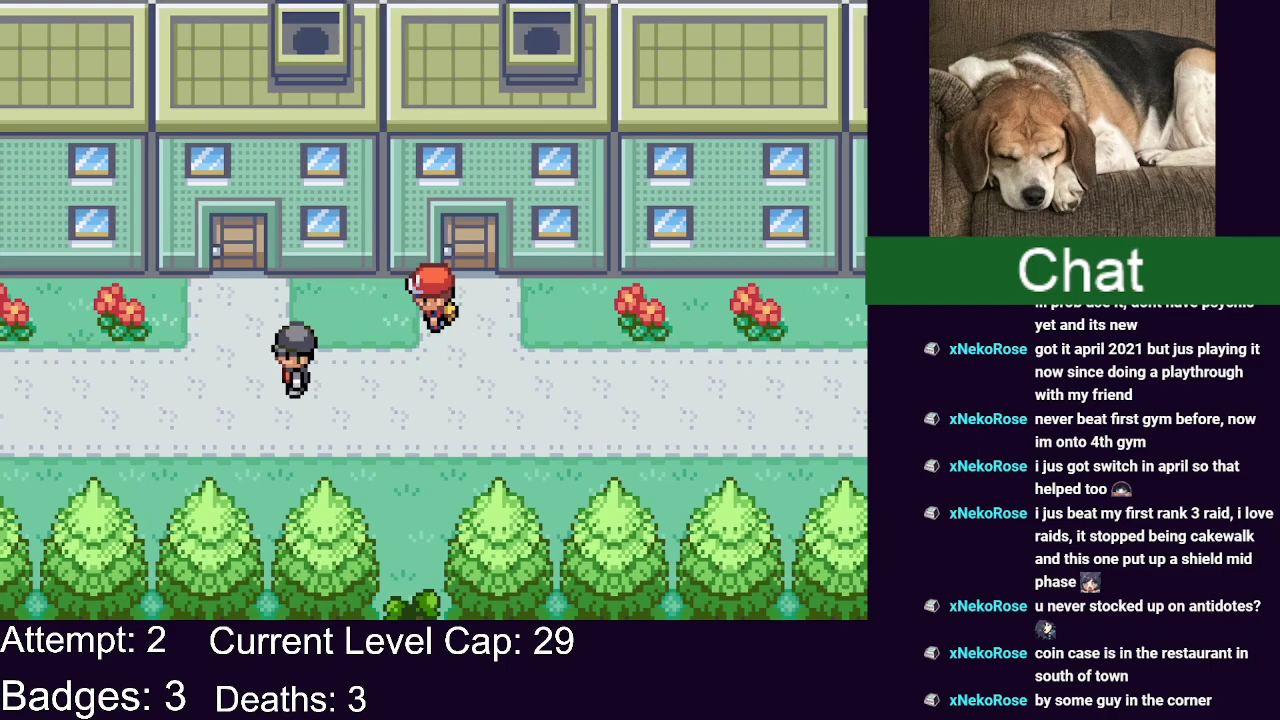 Chat
yet and its new
xNekoRose got it april 2021 but jus playing it
now since doing a playthrough
with my friend
xNekoRose never beat first gym before, now
im onto 4th gym
xNekoRose i jus got switch in april so that
helped too
xNekoRose i jus beat my first rank 3 raid, i love
raids, it stopped being cakewalk
and this one put up a shield mid
phase
xNekoRose u never stocked up on antidotes?
xNekoRose coin case is in the restaurant in
south of town
xNekoRose by some guy in the corner
Attempt: 2 Current Level Cap: 29
Badges: 3 Deaths: 3